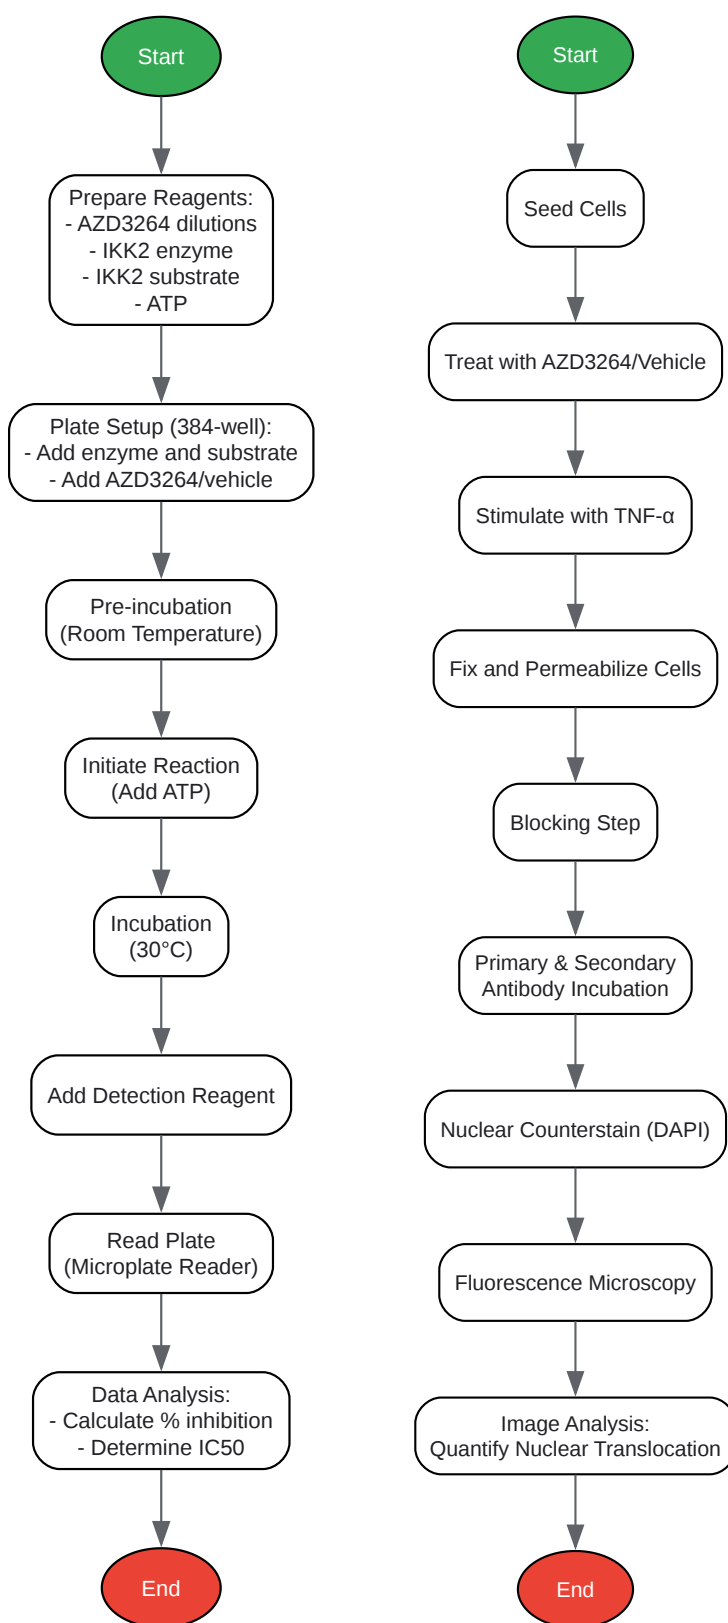 Start
Prepare Reagents:
- AZD3264 dilutions
- IKK2 enzyme
- IKK2 substrate
- ATP
Plate Setup (384-well):
- Add enzyme and substrate
- Add AZD3264/vehicle
Pre-incubation
(Room Temperature)
Initiate Reaction
(Add ATP)
Incubation
(30°C)
Add Detection Reagent
Read Plate
(Microplate Reader)
Data Analysis:
- Calculate % inhibition
- Determine IC50
End
Start
Seed Cells
Treat with AZD3264/Vehicle
Stimulate with TNF-α
Fix and Permeabilize Cells
Blocking Step
Primary & Secondary
Antibody Incubation
Nuclear Counterstain (DAPI)
Fluorescence Microscopy
Image Analysis:
Quantify Nuclear Translocation
End